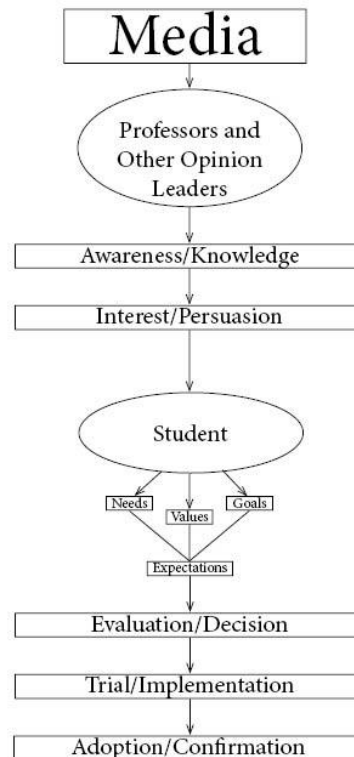 Media
Professors and
Other Opinion
Leaders
Awareness/Knowledge
Interest/Persuasion
Student
Needs
Values
Goals
Expectations
Evaluation/Decision
Trial/Implementation
Adoption/Confirmation